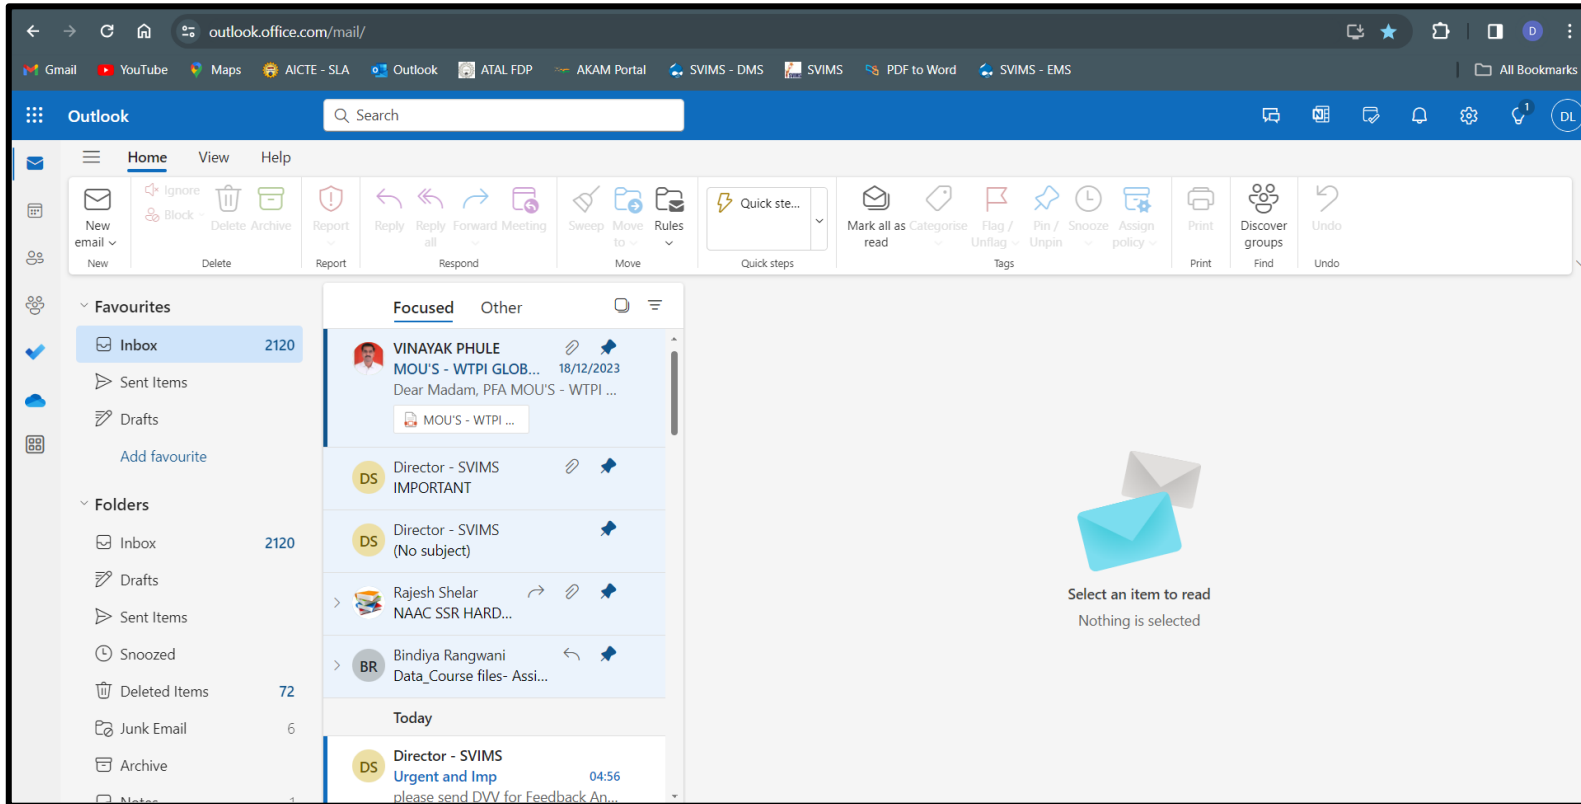 outlook.office.com/mail/
D
Gmail YouTube Maps AICTE - SLA Outlook ATAL FDP AKAM Portal SVIMS - DMS SVIMS PDF to Word SVIMS - EMS All Bookmarks
Outlook Search 1 DL
Home View Help
New email Ignore Block Delete Archive Report Reply Reply all Forward Meeting Sweep Move to Rules Quick ste... Mark all as read Categorise Flag / Unflag Pin / Unpin Snooze Assign policy Print Discover groups Undo
New Delete Report Respond Move Quick steps Tags Print Find Undo
Favourites
Inbox 2120
Sent Items
Drafts
Add favourite
Folders
Inbox 2120
Drafts
Sent Items
Snoozed
Deleted Items 72
Junk Email 6
Archive
Notes 1
Focused Other
VINAYAK PHULE
MOU'S - WTPI GLOB... 18/12/2023
Dear Madam, PFA MOU'S - WTPI ...
MOU'S - WTPI ...
DS Director - SVIMS
IMPORTANT
DS Director - SVIMS
(No subject)
Rajesh Shelar
NAAC SSR HARD...
BR Bindiya Rangwani
Data_Course files- Assi...
Today
DS Director - SVIMS
Urgent and Imp 04:56
please send DVV for Feedback An...
Select an item to read
Nothing is selected